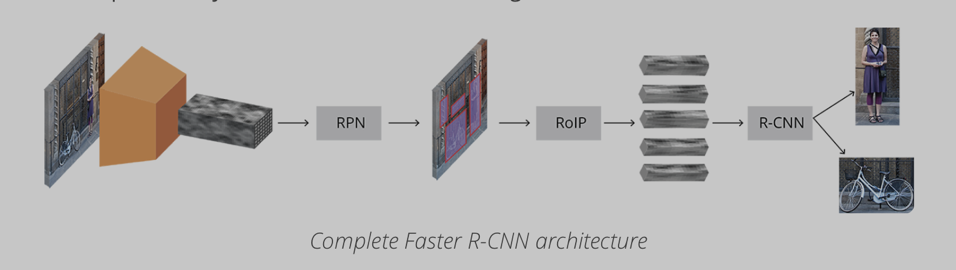 RPN
RoIP
R-CNN
Complete Faster R-CNN architecture